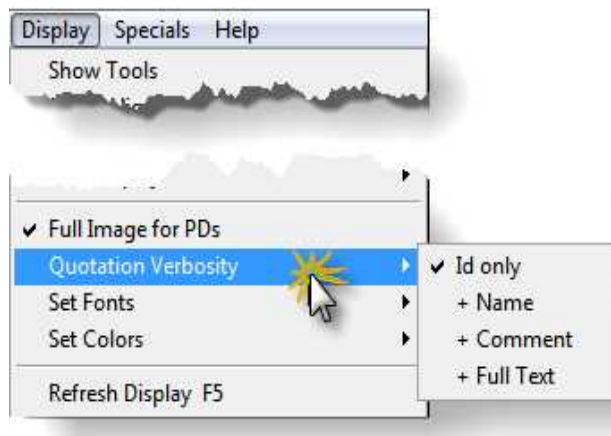 Display Specials Help
Show Tools
Full Image for PDs
Quotation Verbosity
Set Fonts
Set Colors
Refresh Display F5
Id only
+ Name
+ Comment
+ Full Text